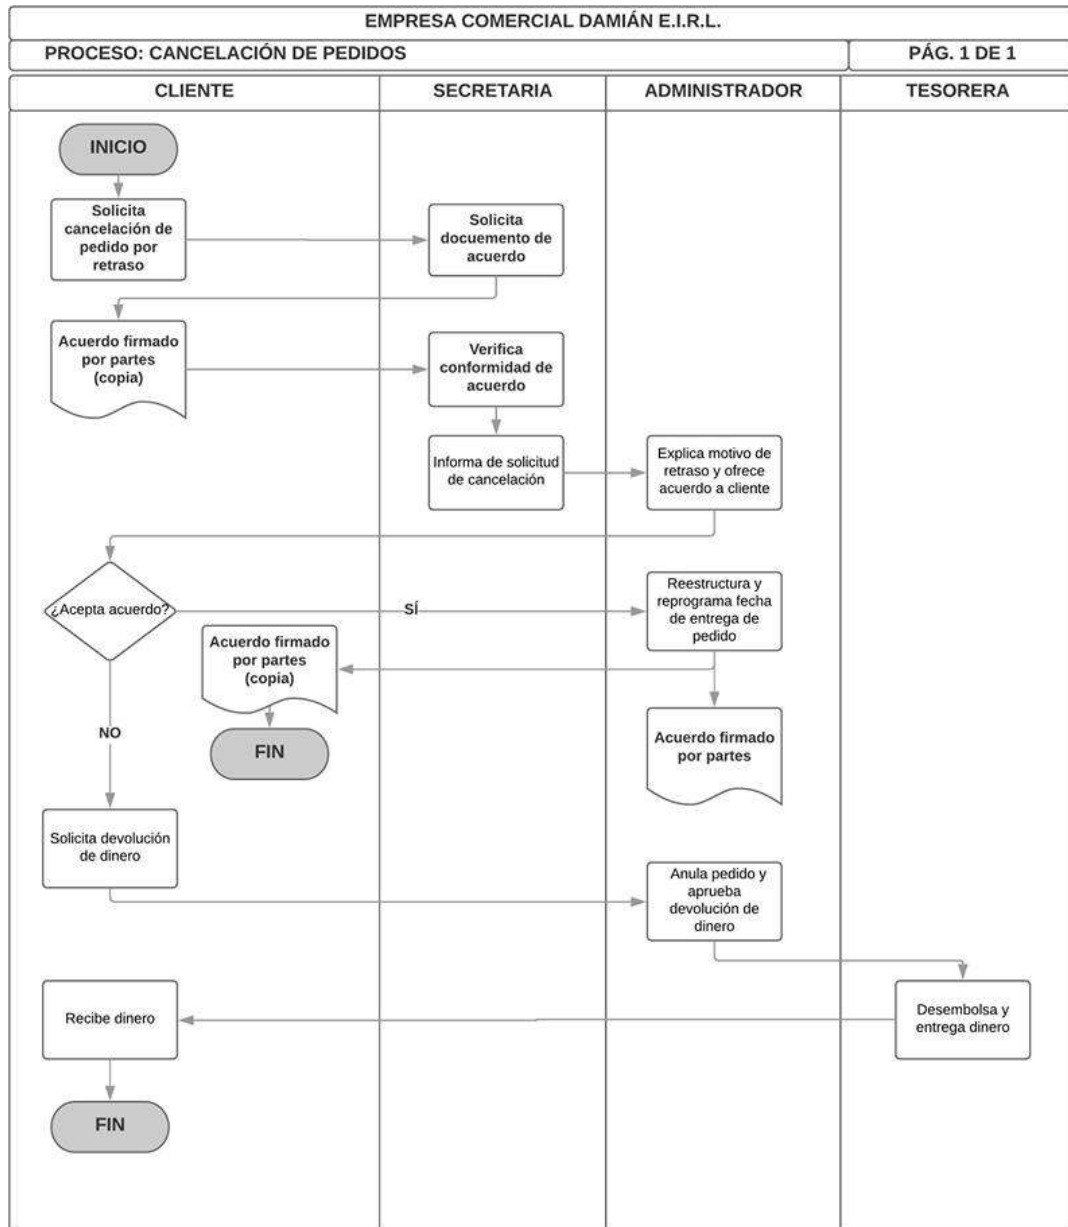 EMPRESA COMERCIAL DAMIÁN E.I.R.L.
PROCESO: CANCELACIÓN DE PEDIDOS
PÁG. 1 DE 1
CLIENTE
SECRETARIA
ADMINISTRADOR
TESORERA
INICIO
Solicita
cancelación de
pedido por
retraso
Solicita
docuemento de
acuerdo
Acuerdo firmado
por partes
(copia)
Verifica
conformidad de
acuerdo
Informa de solicitud
de cancelación
Explica motivo de
retraso y ofrece
acuerdo a cliente
¿Acepta acuerdo?
SÍ
Reestructura y
reprograma fecha
de entrega de
pedido
Acuerdo firmado
por partes
(copia)
FIN
Acuerdo firmado
por partes
NO
Solicita devolución
de dinero
Anula pedido y
aprueba
devolución de
dinero
Desembolsa y
entrega dinero
Recibe dinero
FIN